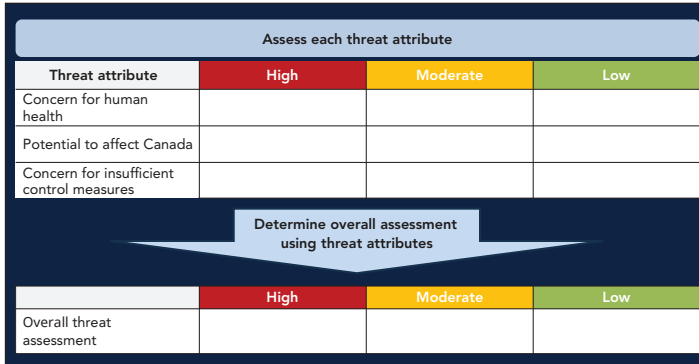 Assess each threat attribute
Threat attribute High Moderate Low
Concern for human
health
Potential to affect Canada
Concern for insufficient
control measures
Determine overall assessment
using threat attributes
High Moderate Low
Overall threat
assessment